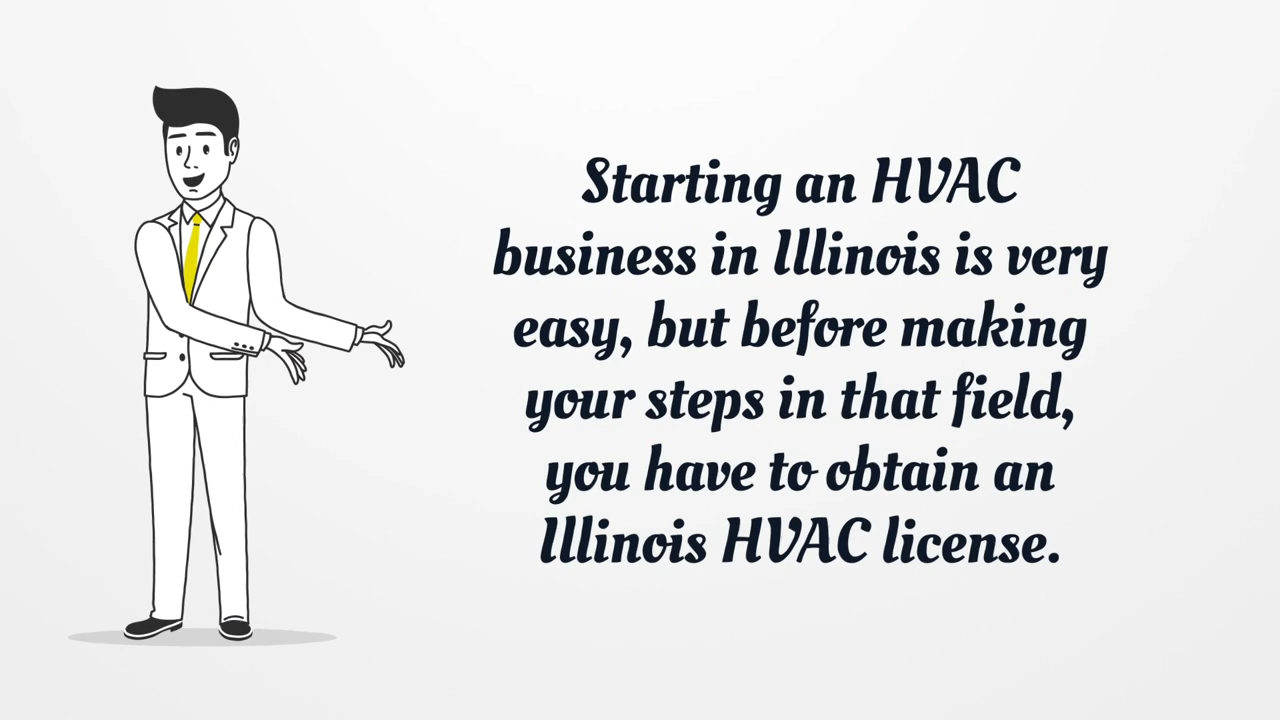 Starting an HVAC
business in Illinois is very
easy, but before making
your steps in that field,
you have to obtain an
Illinois HVAC license.